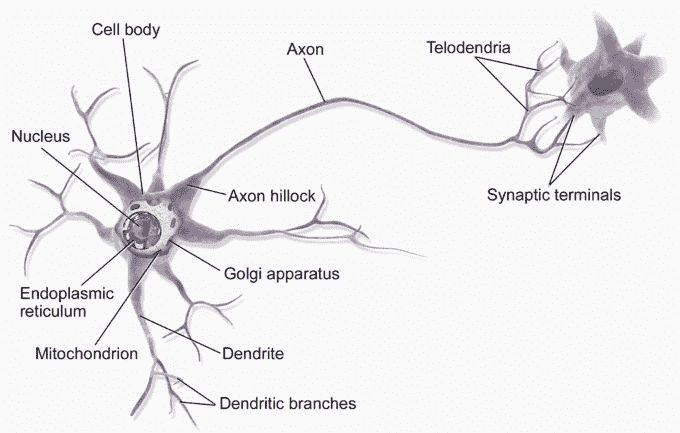 Cell body
Axon
Telodendria
Nucleus
Axon hillock
Synaptic terminals
Golgi apparatus
Endoplasmic
reticulum
Mitochondrion
Dendrite
Dendritic branches